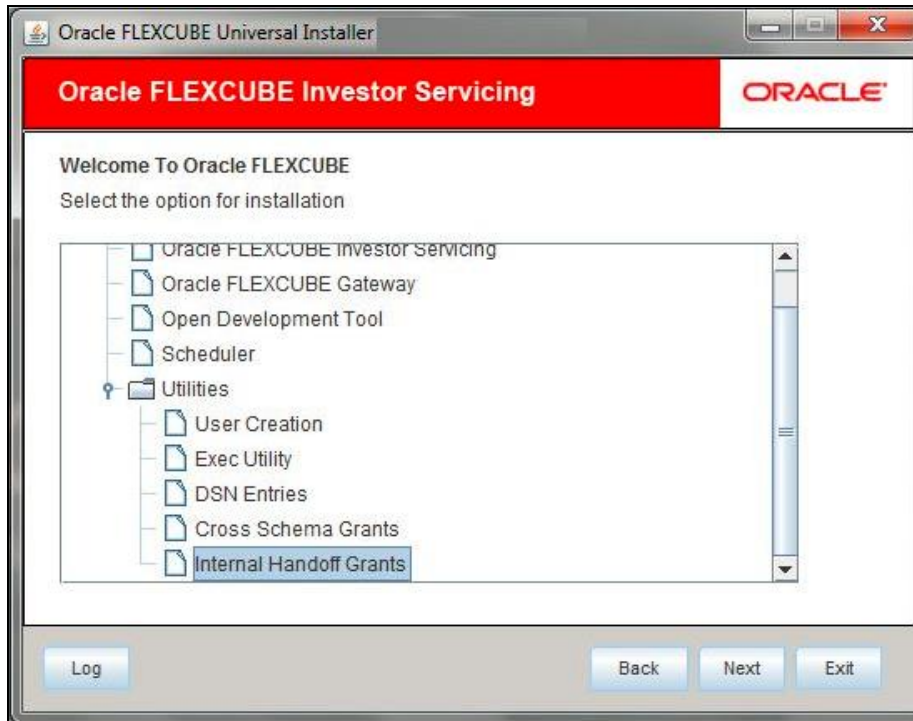 Oracle FLEXCUBE Universal Installer
Oracle FLEXCUBE Investor Servicing
ORACLE
Welcome To Oracle FLEXCUBE
Select the option for installation
Oracle FLEXCUBE Investor Servicing
Oracle FLEXCUBE Gateway
Open Development Tool
Scheduler
Utilities
User Creation
Exec Utility
DSN Entries
Cross Schema Grants
Internal Handoff Grants
Log Back Next Exit